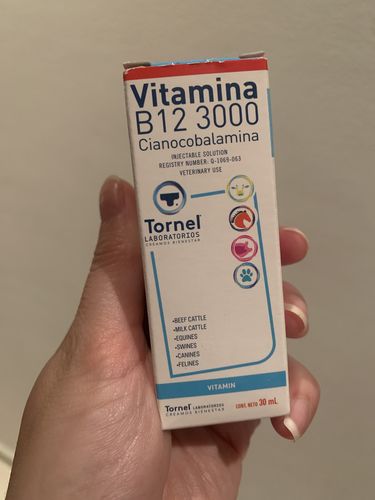 Vitamina
B12 3000
Cianocobalamina
INJECTABLE SOLUTION
REGISTRY NUMBER: Q-1069-063
VETERINARY USE
Tornel
LABORATORIOS
CREAMOS BIENESTAR
•BEEF CATTLE
•MILK CATTLE
•EQUINES
•SWINES
•CANINES
•FELINES
VITAMIN
Tornel LABORATORIOS
CREAMOS BIENESTAR
CONT. NETO 30 mL